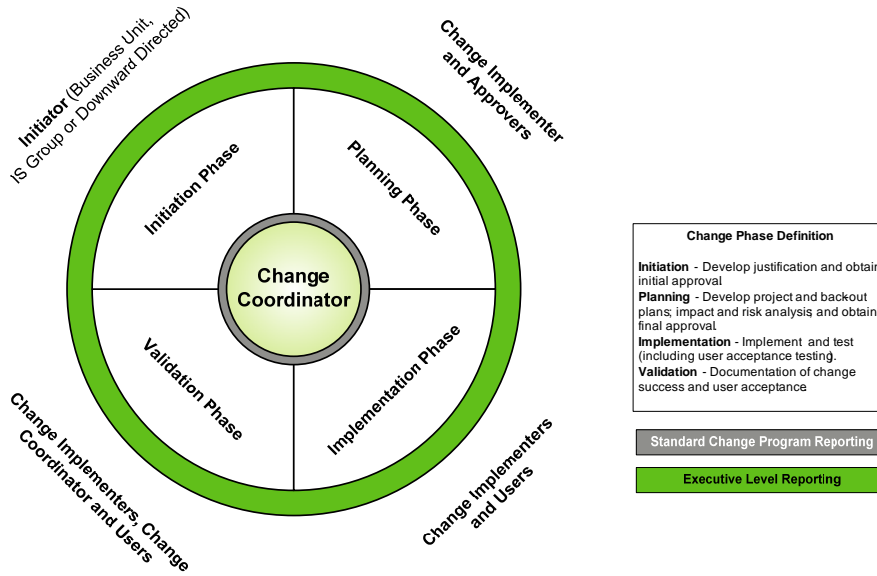 Initiator (Business Unit,
IS Group or Downward Directed)
Change Implementer
and Approvers
Initiation Phase
Planning Phase
Change
Coordinator
Validation Phase
Implementation Phase
Change Implementers, Change
Coordinator and Users
Change Implementers
and Users
Change Phase Definition
Initiation - Develop justification and obtain
initial approval.
Planning - Develop project and back-out
plans; impact and risk analysis; and obtain
final approval.
Implementation - Implement and test
(including user acceptance testing).
Validation - Documentation of change
success and user acceptance.
Standard Change Program Reporting
Executive Level Reporting